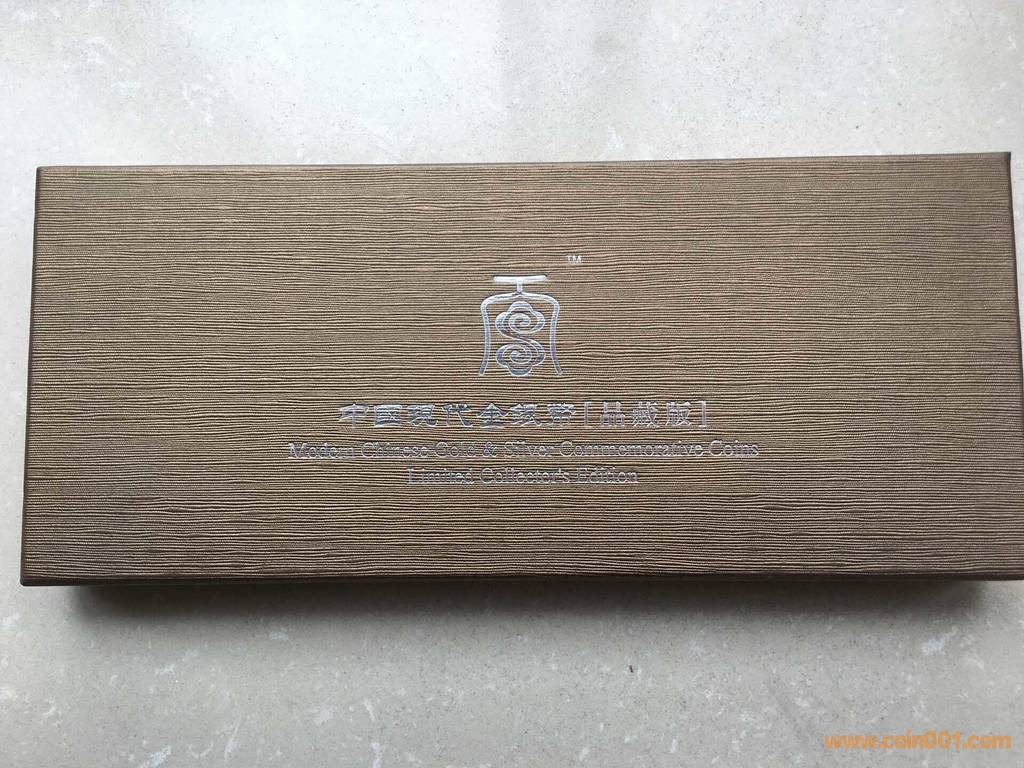 TM
中國現代金銀幣[品藏版]
Modern Chinese Gold & Silver Commemorative Coins
Limited Collector's Edition
www.coin001.com